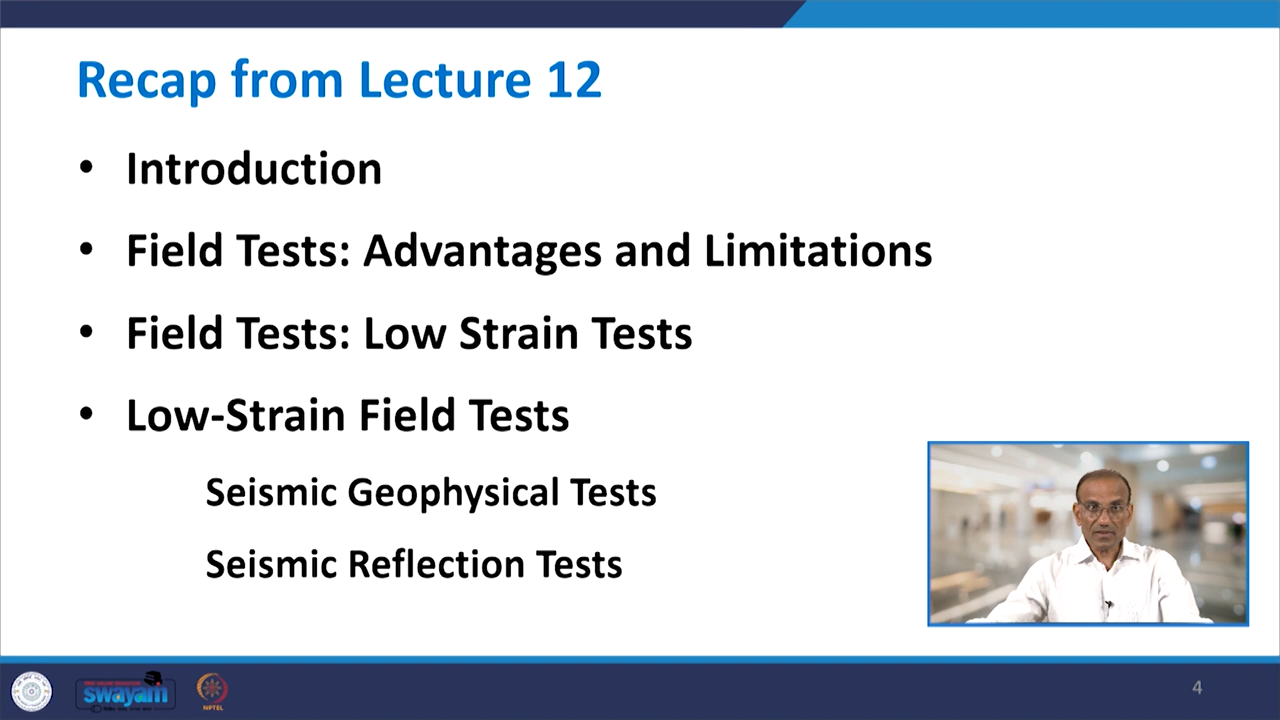 Recap from Lecture 12
• Introduction
• Field Tests: Advantages and Limitations
• Field Tests: Low Strain Tests
• Low-Strain Field Tests
Seismic Geophysical Tests
Seismic Reflection Tests
swayam
NPTEL
4